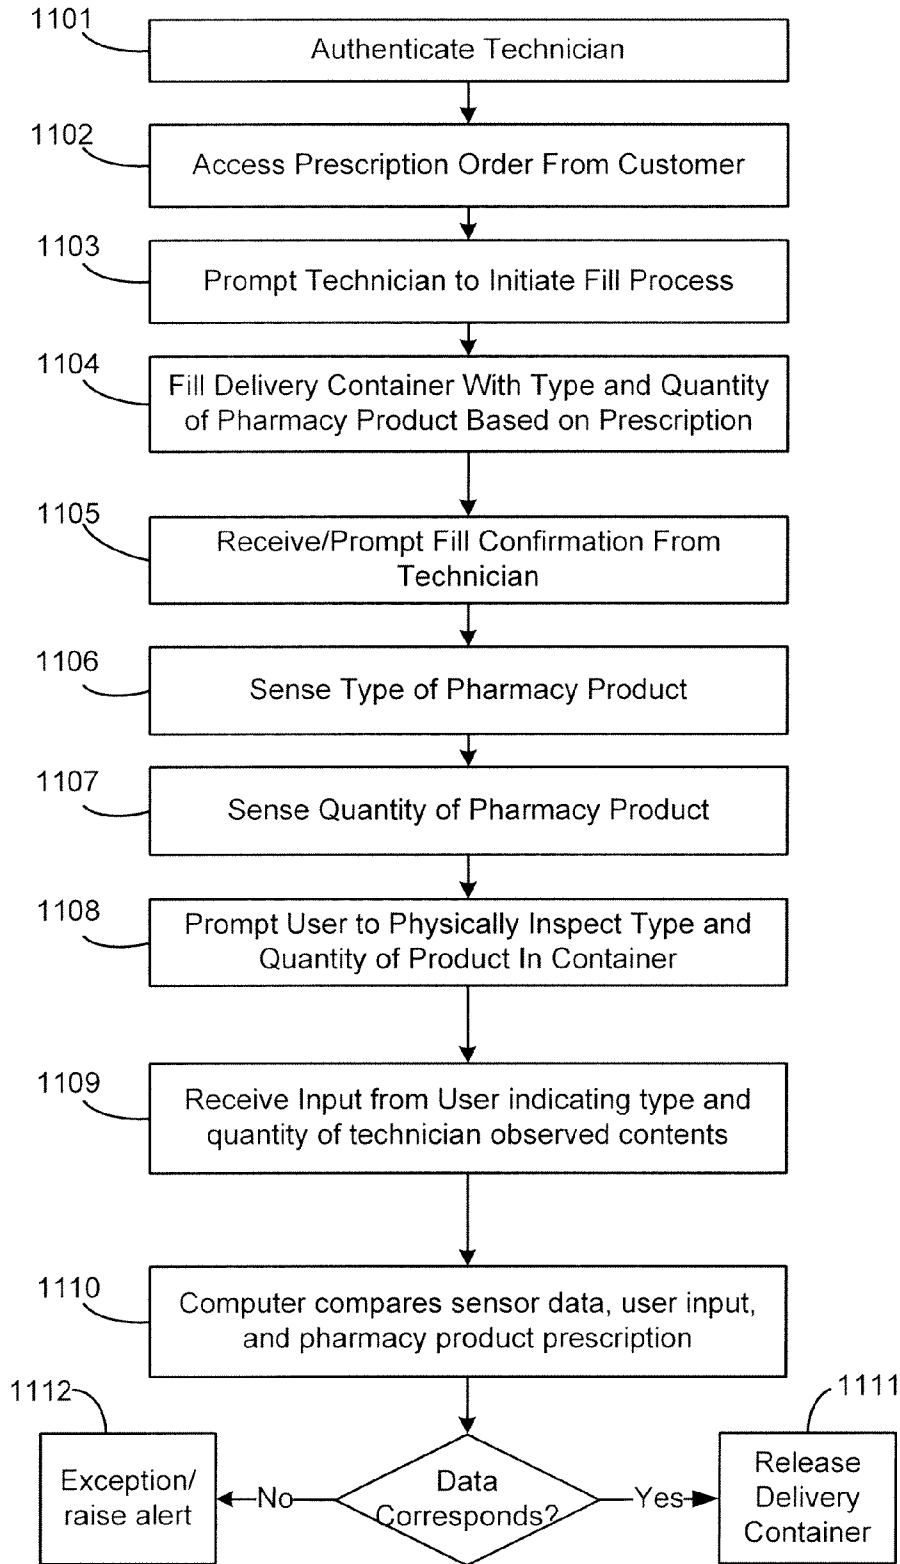 1101
Authenticate Technician
1102
Access Prescription Order From Customer
1103
Prompt Technician to Initiate Fill Process
1104
Fill Delivery Container With Type and Quantity
of Pharmacy Product Based on Prescription
1105
Receive/Prompt Fill Confirmation From
Technician
1106
Sense Type of Pharmacy Product
1107
Sense Quantity of Pharmacy Product
1108
Prompt User to Physically Inspect Type and
Quantity of Product In Container
1109
Receive Input from User indicating type and
quantity of technician observed contents
1110
Computer compares sensor data, user input,
and pharmacy product prescription
1112
Exception/
raise alert
No
Data
Corresponds?
Yes
1111
Release
Delivery
Container